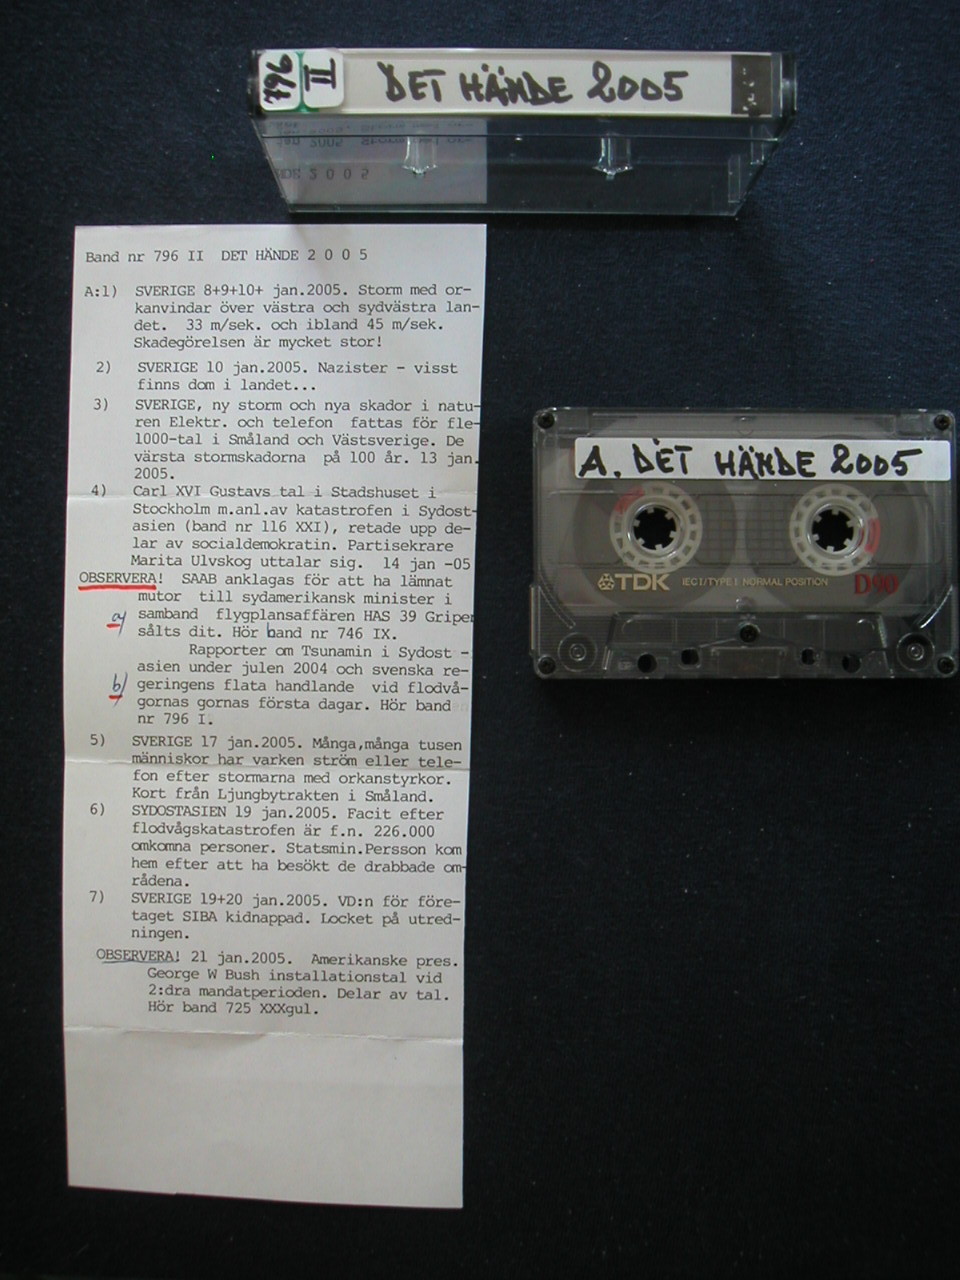 796 II DET HÄNDE 2005
Band nr 796 II DET HÄNDE 2 0 0 5
A:1) SVERIGE 8+9+10+ jan.2005. Storm med or-
kanvindar över västra och sydvästra lan-
det. 33 m/sek. och ibland 45 m/sek.
Skadegörelsen är mycket stor!
2) SVERIGE 10 jan.2005. Nazister - visst
finns dom i landet...
3) SVERIGE, ny storm och nya skador i natu-
ren Elektr. och telefon fattas för fle-
1000-tal i Småland och Västsverige. De
värsta stormskadorna på 100 år. 13 jan.
2005.
4) Carl XVI Gustavs tal i Stadshuset i
Stockholm m.anl.av katastrofen i Sydost-
asien (band nr 116 XXI), retade upp de-
lar av socialdemokratin. Partisekrare
Marita Ulvskog uttalar sig. 14 jan -05
OBSERVERA! SAAB anklagas för att ha lämnat
mutor till sydamerikansk minister i
a/ samband flygplansaffären HAS 39 Gripen
sålts dit. Hör band nr 746 IX.
Rapporter om Tsunamin i Sydost -
asien under julen 2004 och svenska re-
b/ geringens flata handlande vid flodvå-
gornas gornas första dagar. Hör band
nr 796 I.
5) SVERIGE 17 jan.2005. Många,många tusen
människor har varken ström eller tele-
fon efter stormarna med orkanstyrkor.
Kort från Ljungbytrakten i Småland.
6) SYDOSTASIEN 19 jan.2005. Facit efter
flodvågskatastrofen är f.n. 226.000
omkomna personer. Statsmin.Persson kom
hem efter att ha besökt de drabbade om-
rådena.
7) SVERIGE 19+20 jan.2005. VD:n för före-
taget SIBA kidnappad. Locket på utred-
ningen.
OBSERVERA! 21 jan.2005. Amerikanske pres.
George W Bush installationstal vid
2:dra mandatperioden. Delar av tal.
Hör band 725 XXXgul.
A. DET HÄNDE 2005
TDK IECI/TYPE I NORMAL POSITION D90